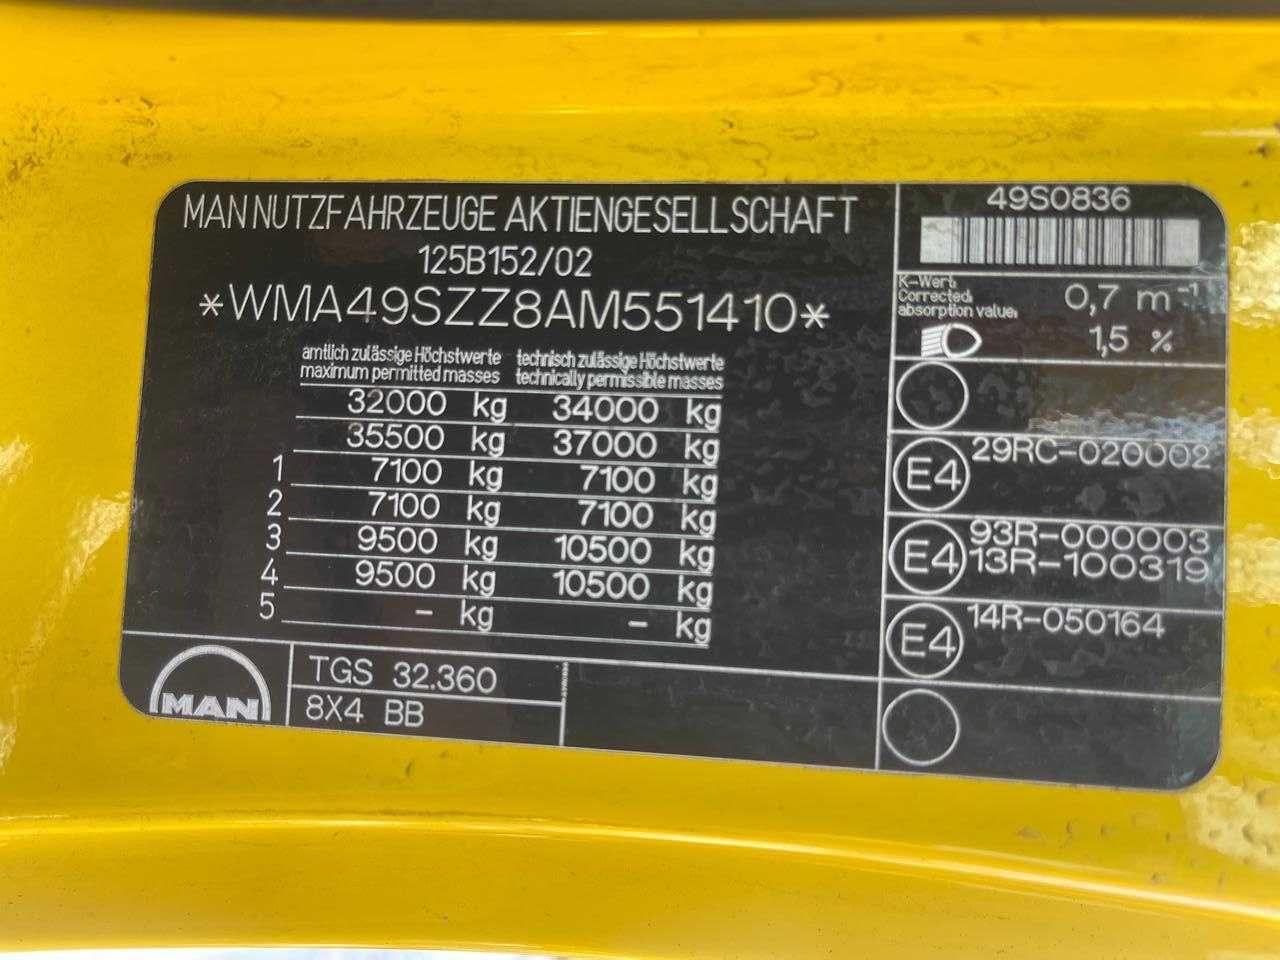 MAN NUTZFAHRZEUGE AKTIENGESELLSCHAFT
125B152/02
*WMA49SZZ8AM551410*
amtlich zulässige Höchstwerte technisch zulässige Höchstwerte
maximum permitted masses technically permissible masses
32000 kg 34000 kg
35500 kg 37000 kg
1 7100 kg 7100 kg
2 7100 kg 7100 kg
3 9500 kg 10500 kg
4 9500 kg 10500 kg
5 - kg - kg
MAN
TGS 32.360
8X4 BB
49S0836
K-Wert:
Corrected
absorption value:
0,7 m⁻¹
1,5 %
E4 29RC-020002
E4 93R-000003
13R-100319
E4 14R-050164